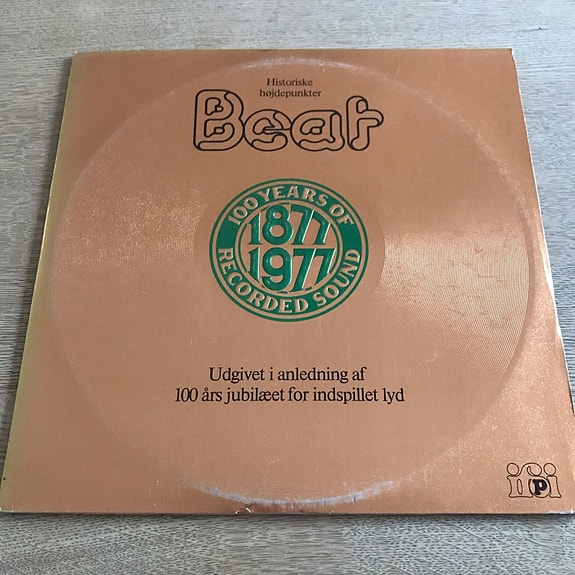 Historiske
højdepunkter
Beat
100 YEARS OF
1877
1977
RECORDED SOUND
Udgivet i anledning af
100 års jubilæet for indspillet lyd
ifpi